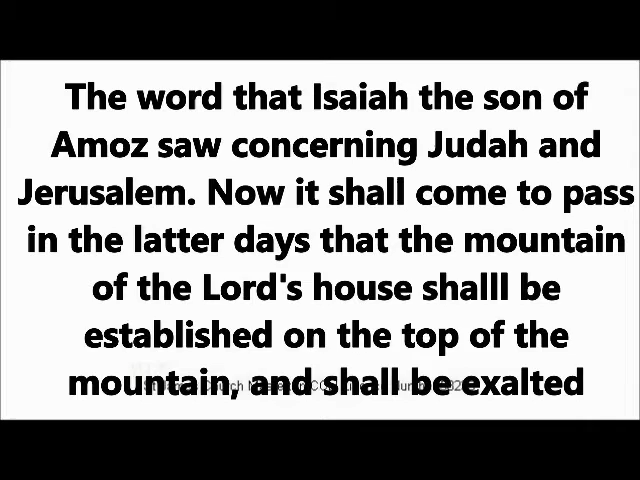 The word that Isaiah the son of
Amoz saw concerning Judah and
Jerusalem. Now it shall come to pass
in the latter days that the mountain
of the Lord's house shalll be
established on the top of the
mountain, and shall be exalted
Church